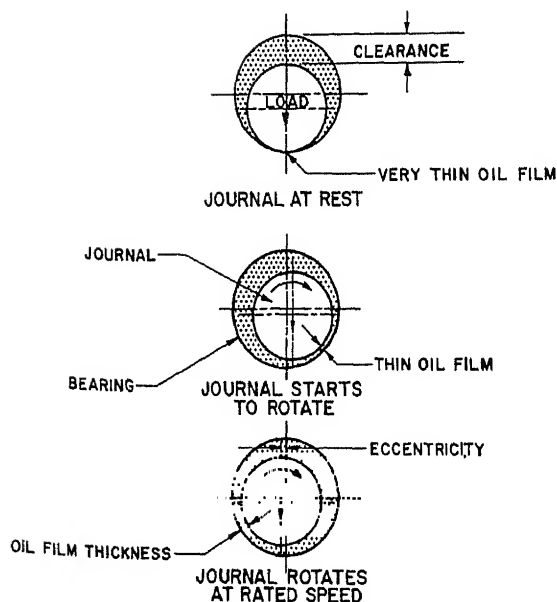 CLEARANCE
LOAD
VERY THIN OIL FILM
JOURNAL AT REST
JOURNAL
THIN OIL FILM
BEARING
JOURNAL STARTS
TO ROTATE
ECCENTRICITY
OIL FILM THICKNESS
JOURNAL ROTATES
AT RATED SPEED